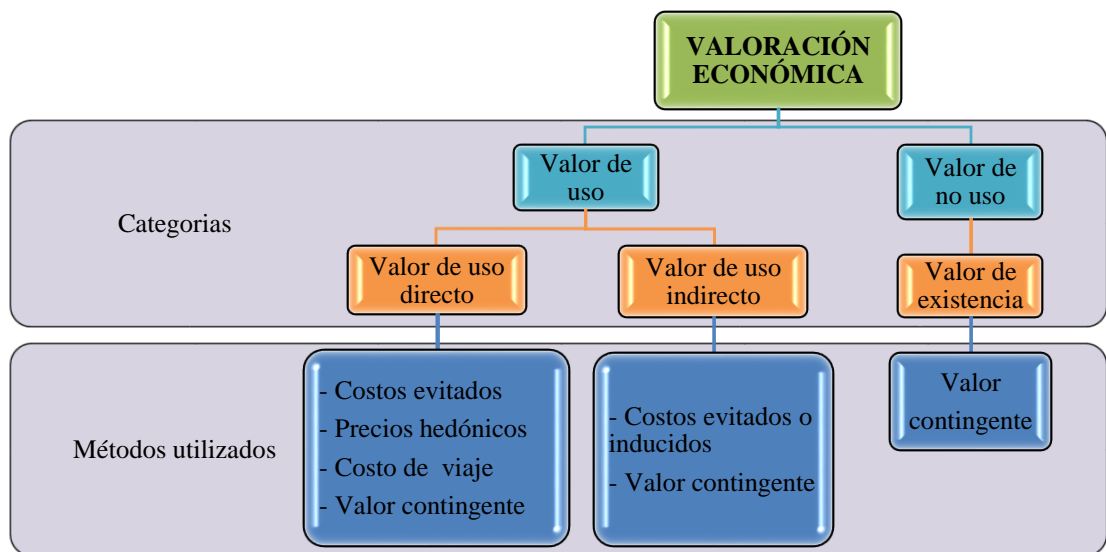 VALORACIÓN
ECONÓMICA
Categorias
Valor de
uso
Valor de
no uso
Valor de uso
directo
Valor de uso
indirecto
Valor de
existencia
Métodos utilizados
- Costos evitados
- Precios hedónicos
- Costo de viaje
- Valor contingente
- Costos evitados o
inducidos
- Valor contingente
Valor
contingente